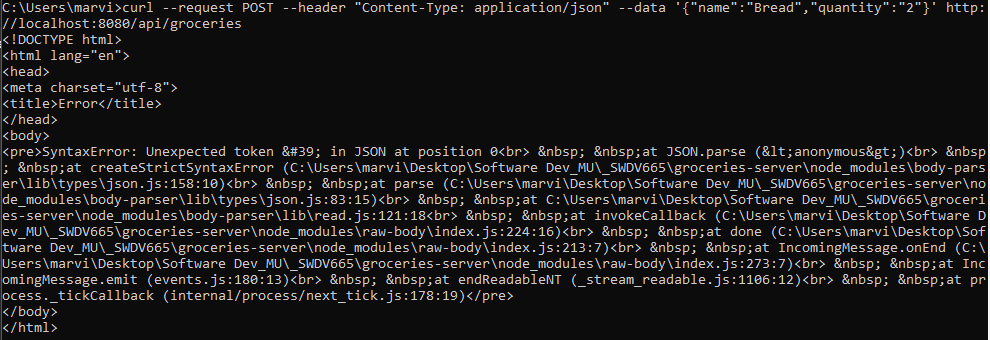 C:\Users\marvi>curl --request POST --header "Content-Type: application/json" --data '{"name":"Bread","quantity":"2"}' http:
//localhost:8080/api/groceries
<!DOCTYPE html>
<html lang="en">
<head>
<meta charset="utf-8">
<title>Error</title>
</head>
<body>
<pre>SyntaxError: Unexpected token &#39; in JSON at position 0<br> &nbsp; &nbsp;at JSON.parse (&lt;anonymous&gt;)<br> &nbsp
; &nbsp;at createStrictSyntaxError (C:\Users\marvi\Desktop\Software Dev_MU\_SWDV665\groceries-server\node_modules\body-pars
er\lib\types\json.js:158:10)<br> &nbsp; &nbsp;at parse (C:\Users\marvi\Desktop\Software Dev_MU\_SWDV665\groceries-server\no
de_modules\body-parser\lib\types\json.js:83:15)<br> &nbsp; &nbsp;at C:\Users\marvi\Desktop\Software Dev_MU\_SWDV665\groceri
es-server\node_modules\body-parser\lib\read.js:121:18<br> &nbsp; &nbsp;at invokeCallback (C:\Users\marvi\Desktop\Software D
ev_MU\_SWDV665\groceries-server\node_modules\raw-body\index.js:224:16)<br> &nbsp; &nbsp;at done (C:\Users\marvi\Desktop\Sof
tware Dev_MU\_SWDV665\groceries-server\node_modules\raw-body\index.js:213:7)<br> &nbsp; &nbsp;at IncomingMessage.onEnd (C:\
Users\marvi\Desktop\Software Dev_MU\_SWDV665\groceries-server\node_modules\raw-body\index.js:273:7)<br> &nbsp; &nbsp;at Inc
omingMessage.emit (events.js:180:13)<br> &nbsp; &nbsp;at endReadableNT (_stream_readable.js:1106:12)<br> &nbsp; &nbsp;at pr
ocess._tickCallback (internal/process/next_tick.js:178:19)</pre>
</body>
</html>